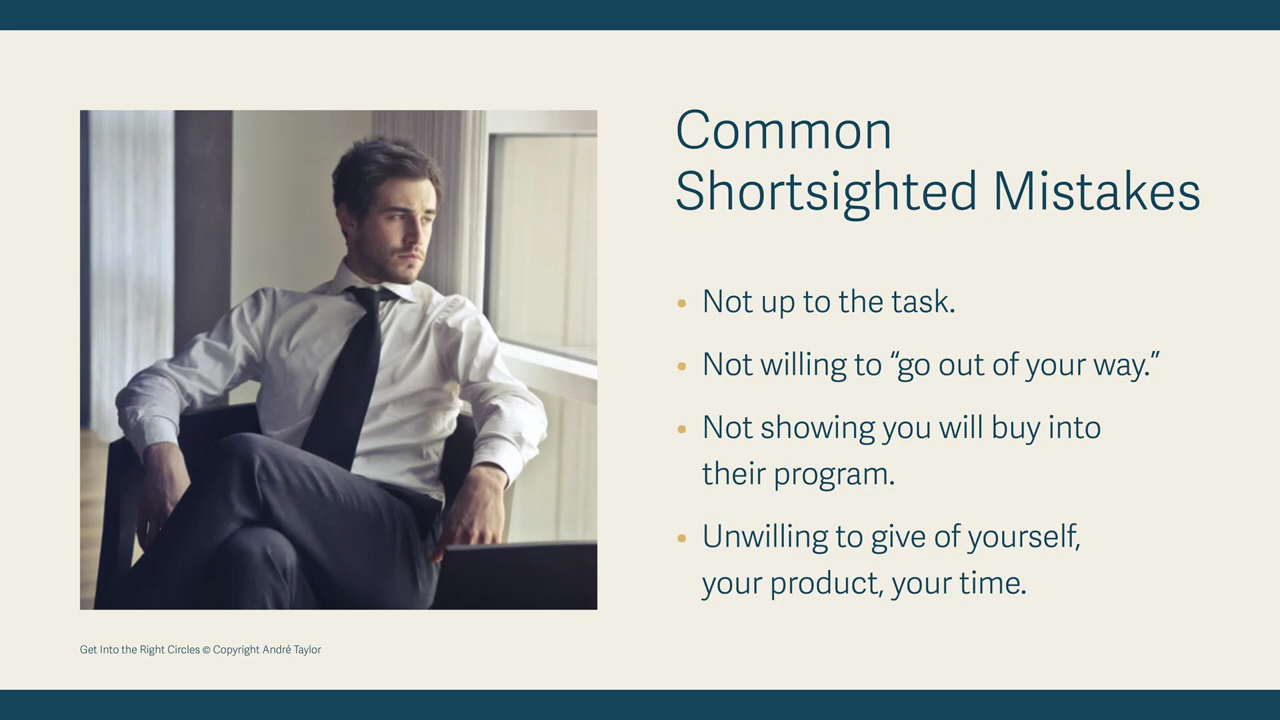 Common
Shortsighted Mistakes
• Not up to the task.
• Not willing to “go out of your way.”
• Not showing you will buy into
their program.
• Unwilling to give of yourself,
your product, your time.
Get Into the Right Circles © Copyright André Taylor